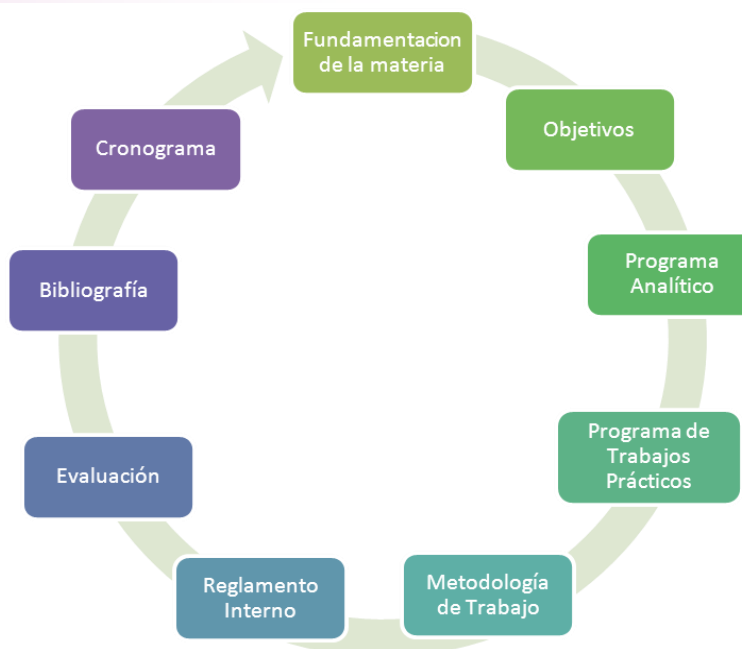 Fundamentacion
de la materia
Objetivos
Programa
Analítico
Programa de
Trabajos
Prácticos
Metodología
de Trabajo
Reglamento
Interno
Evaluación
Bibliografía
Cronograma